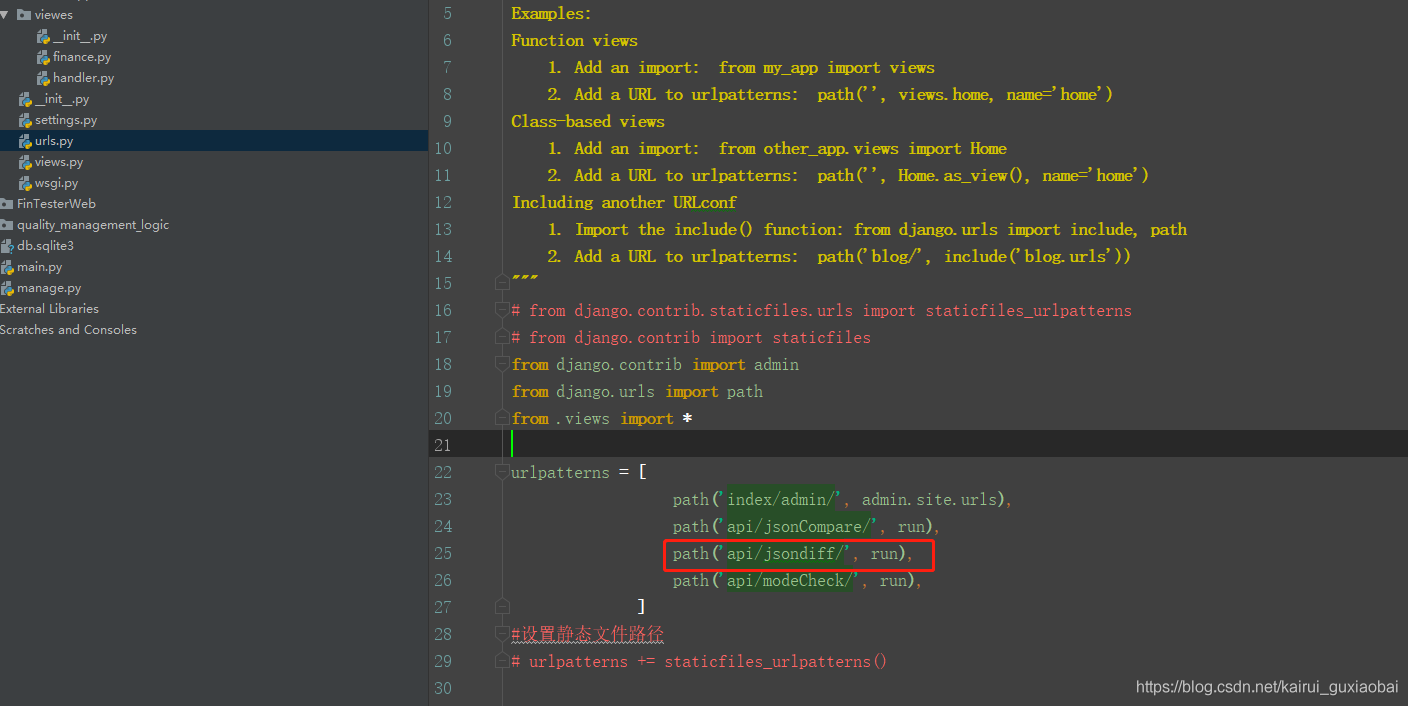 viewes
__init__.py
finance.py
handler.py
__init__.py
settings.py
urls.py
views.py
wsgi.py
FinTesterWeb
quality_management_logic
db.sqlite3
main.py
manage.py
External Libraries
Scratches and Consoles
5 Examples:
6 Function views
7 1. Add an import:  from my_app import views
8 2. Add a URL to urlpatterns:  path('', views.home, name='home')
9 Class-based views
10 1. Add an import:  from other_app.views import Home
11 2. Add a URL to urlpatterns:  path('', Home.as_view(), name='home')
12 Including another URLconf
13 1. Import the include() function: from django.urls import include, path
14 2. Add a URL to urlpatterns:  path('blog/', include('blog.urls'))
15 """
16 # from django.contrib.staticfiles.urls import staticfiles_urlpatterns
17 # from django.contrib import staticfiles
18 from django.contrib import admin
19 from django.urls import path
20 from .views import *
21
22 urlpatterns = [
23 path('index/admin/', admin.site.urls),
24 path('api/jsonCompare/', run),
25 path('api/jsondiff/', run),
26 path('api/modeCheck/', run),
27 ]
28 #设置静态文件路径
29 # urlpatterns += staticfiles_urlpatterns()
30
https://blog.csdn.net/kairui_guxiaobai